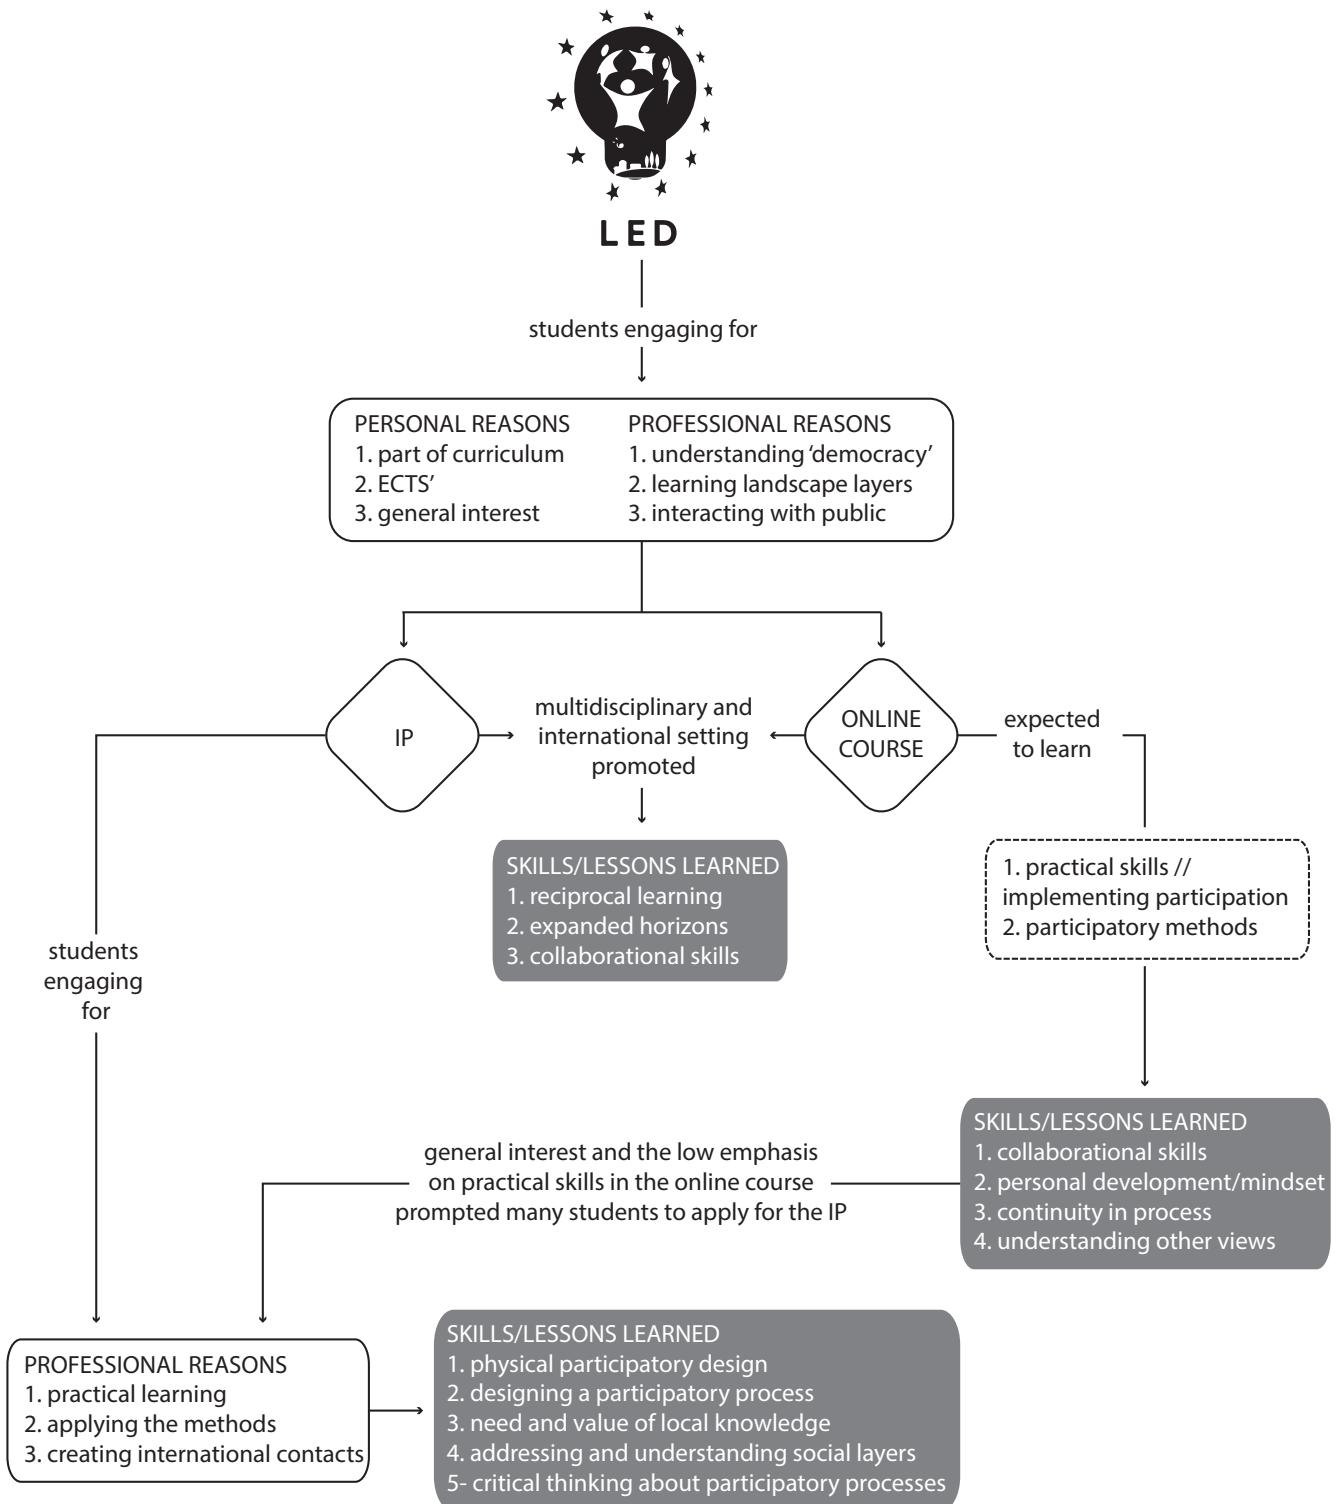 LED
students engaging for
PERSONAL REASONS
1. part of curriculum
2. ECTS’
3. general interest
PROFESSIONAL REASONS
1. understanding ‘democracy’
2. learning landscape layers
3. interacting with public
IP
multidisciplinary and
international setting
promoted
ONLINE
COURSE
expected
to learn
SKILLS/LESSONS LEARNED
1. reciprocal learning
2. expanded horizons
3. collaborational skills
1. practical skills //
implementing participation
2. participatory methods
students
engaging
for
SKILLS/LESSONS LEARNED
1. collaborational skills
2. personal development/mindset
3. continuity in process
4. understanding other views
general interest and the low emphasis
on practical skills in the online course
prompted many students to apply for the IP
PROFESSIONAL REASONS
1. practical learning
2. applying the methods
3. creating international contacts
SKILLS/LESSONS LEARNED
1. physical participatory design
2. designing a participatory process
3. need and value of local knowledge
4. addressing and understanding social layers
5- critical thinking about participatory processes